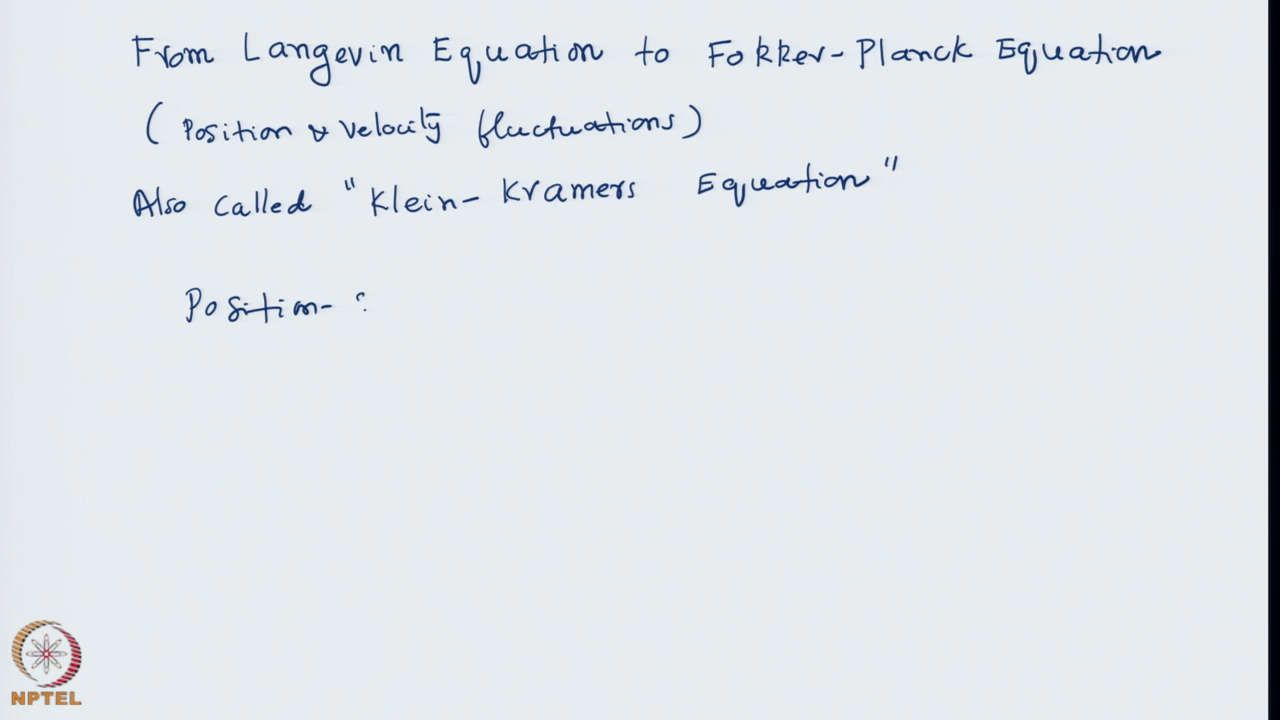 From Langevin Equation to Fokker-Planck Equation
(Position & Velocity fluctuations)
Also called "Klein-Kramers Equation"
Position-
NPTEL